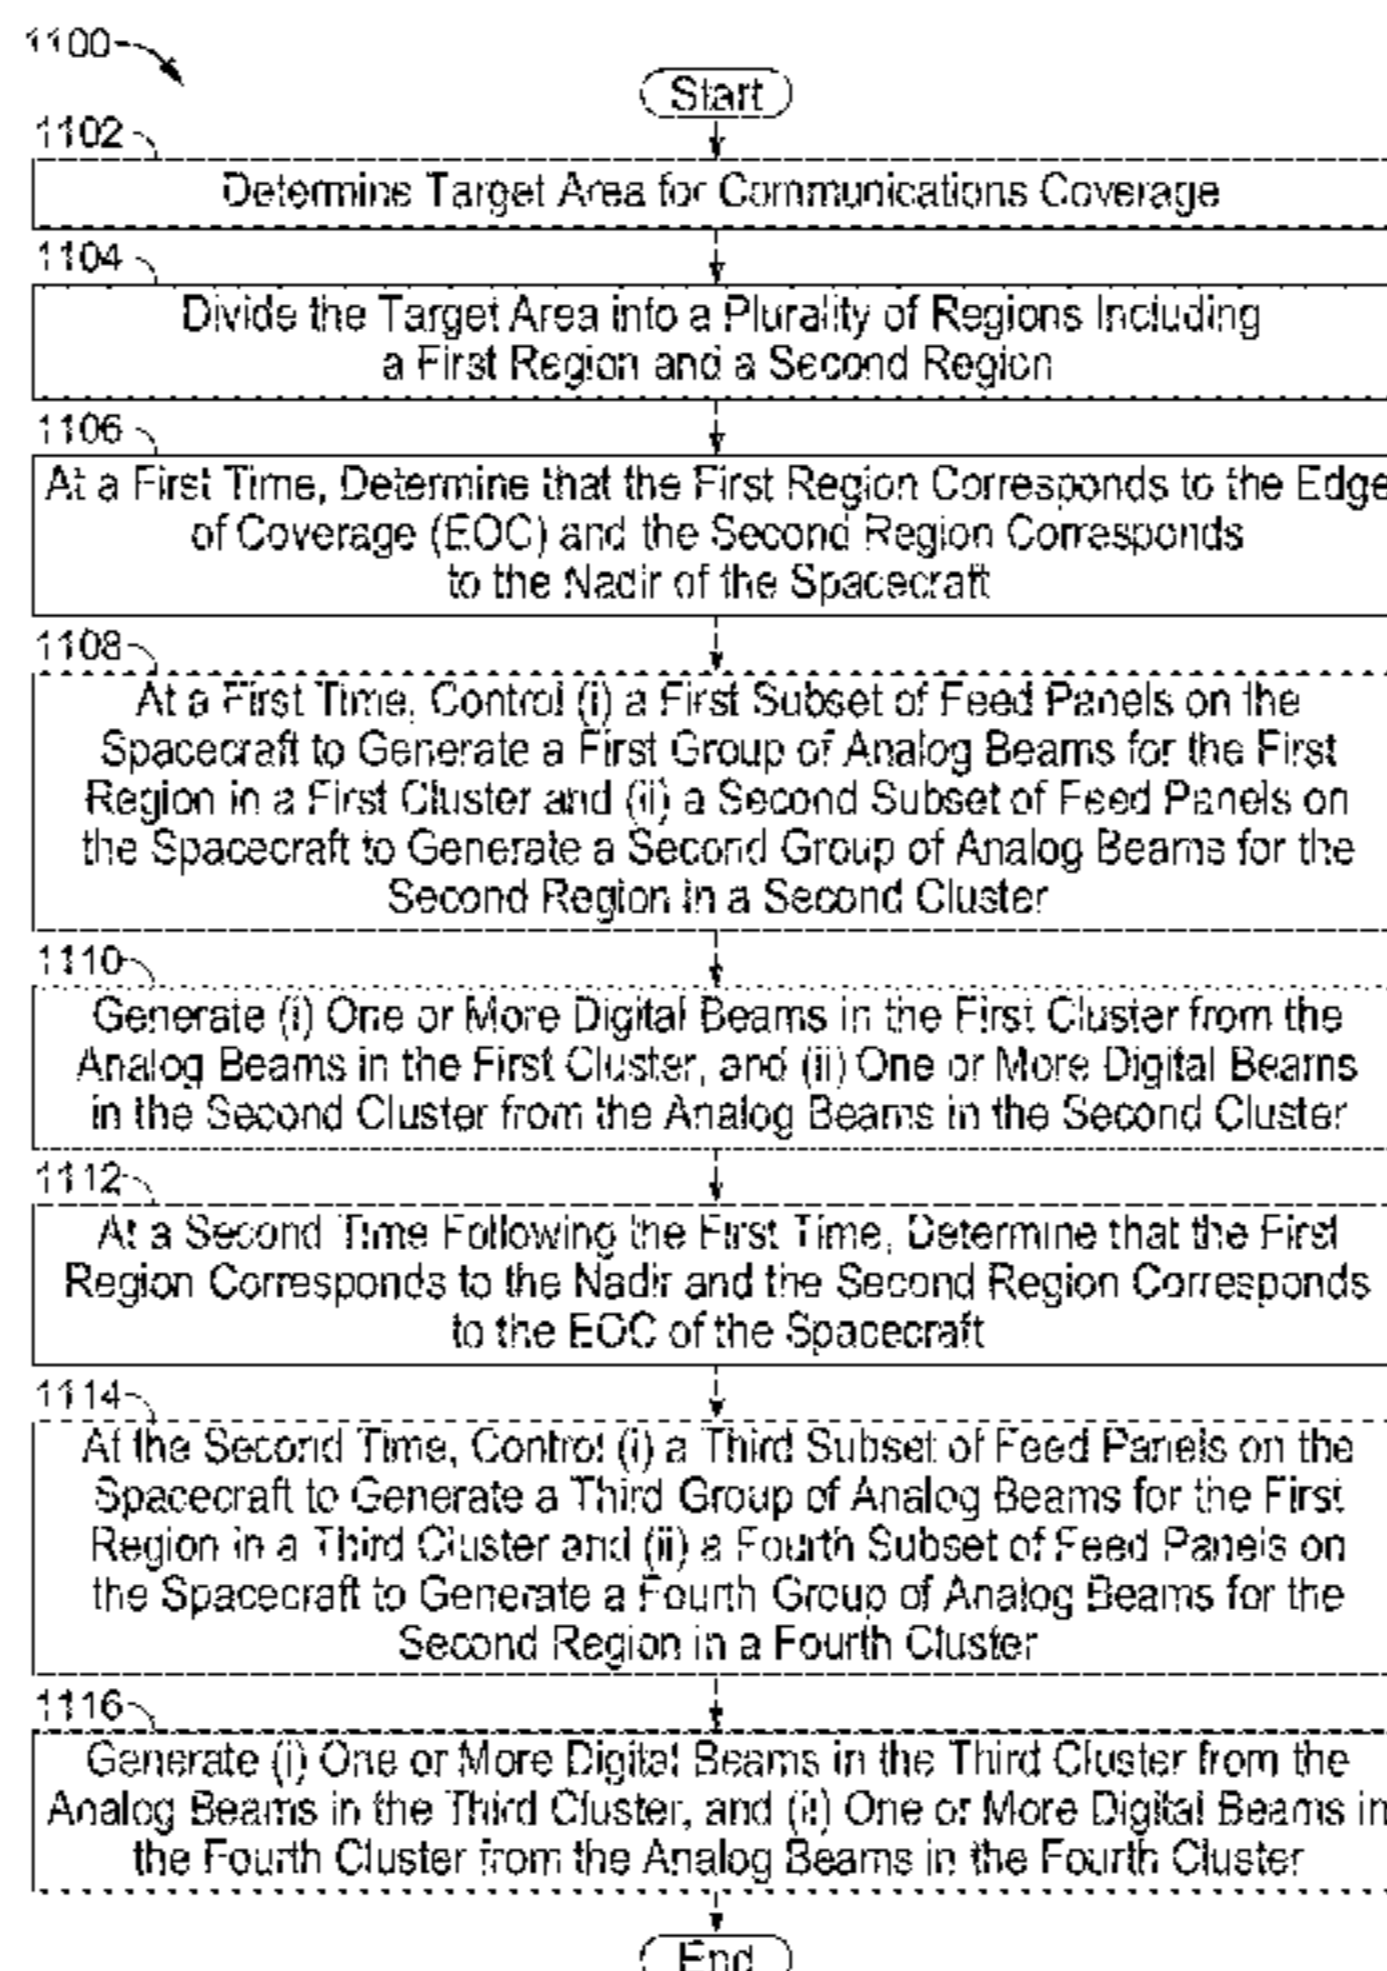 1100
Start
1102
Determine Target Area for Communications Coverage
1104
Divide the Target Area into a Plurality of Regions Including
a First Region and a Second Region
1106
At a First Time, Determine that the First Region Corresponds to the Edge
of Coverage (EOC) and the Second Region Corresponds
to the Nadir of the Spacecraft
1108
At a First Time, Control (i) a First Subset of Feed Panels on the
Spacecraft to Generate a First Group of Analog Beams for the First
Region in a First Cluster and (ii) a Second Subset of Feed Panels on
the Spacecraft to Generate a Second Group of Analog Beams for the
Second Region in a Second Cluster
1110
Generate (i) One or More Digital Beams in the First Cluster from the
Analog Beams in the First Cluster, and (ii) One or More Digital Beams
in the Second Cluster from the Analog Beams in the Second Cluster
1112
At a Second Time Following the First Time, Determine that the First
Region Corresponds to the Nadir and the Second Region Corresponds
to the EOC of the Spacecraft
1114
At the Second Time, Control (i) a Third Subset of Feed Panels on the
Spacecraft to Generate a Third Group of Analog Beams for the First
Region in a Third Cluster and (ii) a Fourth Subset of Feed Panels on
the Spacecraft to Generate a Fourth Group of Analog Beams for the
Second Region in a Fourth Cluster
1116
Generate (i) One or More Digital Beams in the Third Cluster from the
Analog Beams in the Third Cluster, and (ii) One or More Digital Beams in
the Fourth Cluster from the Analog Beams in the Fourth Cluster
End